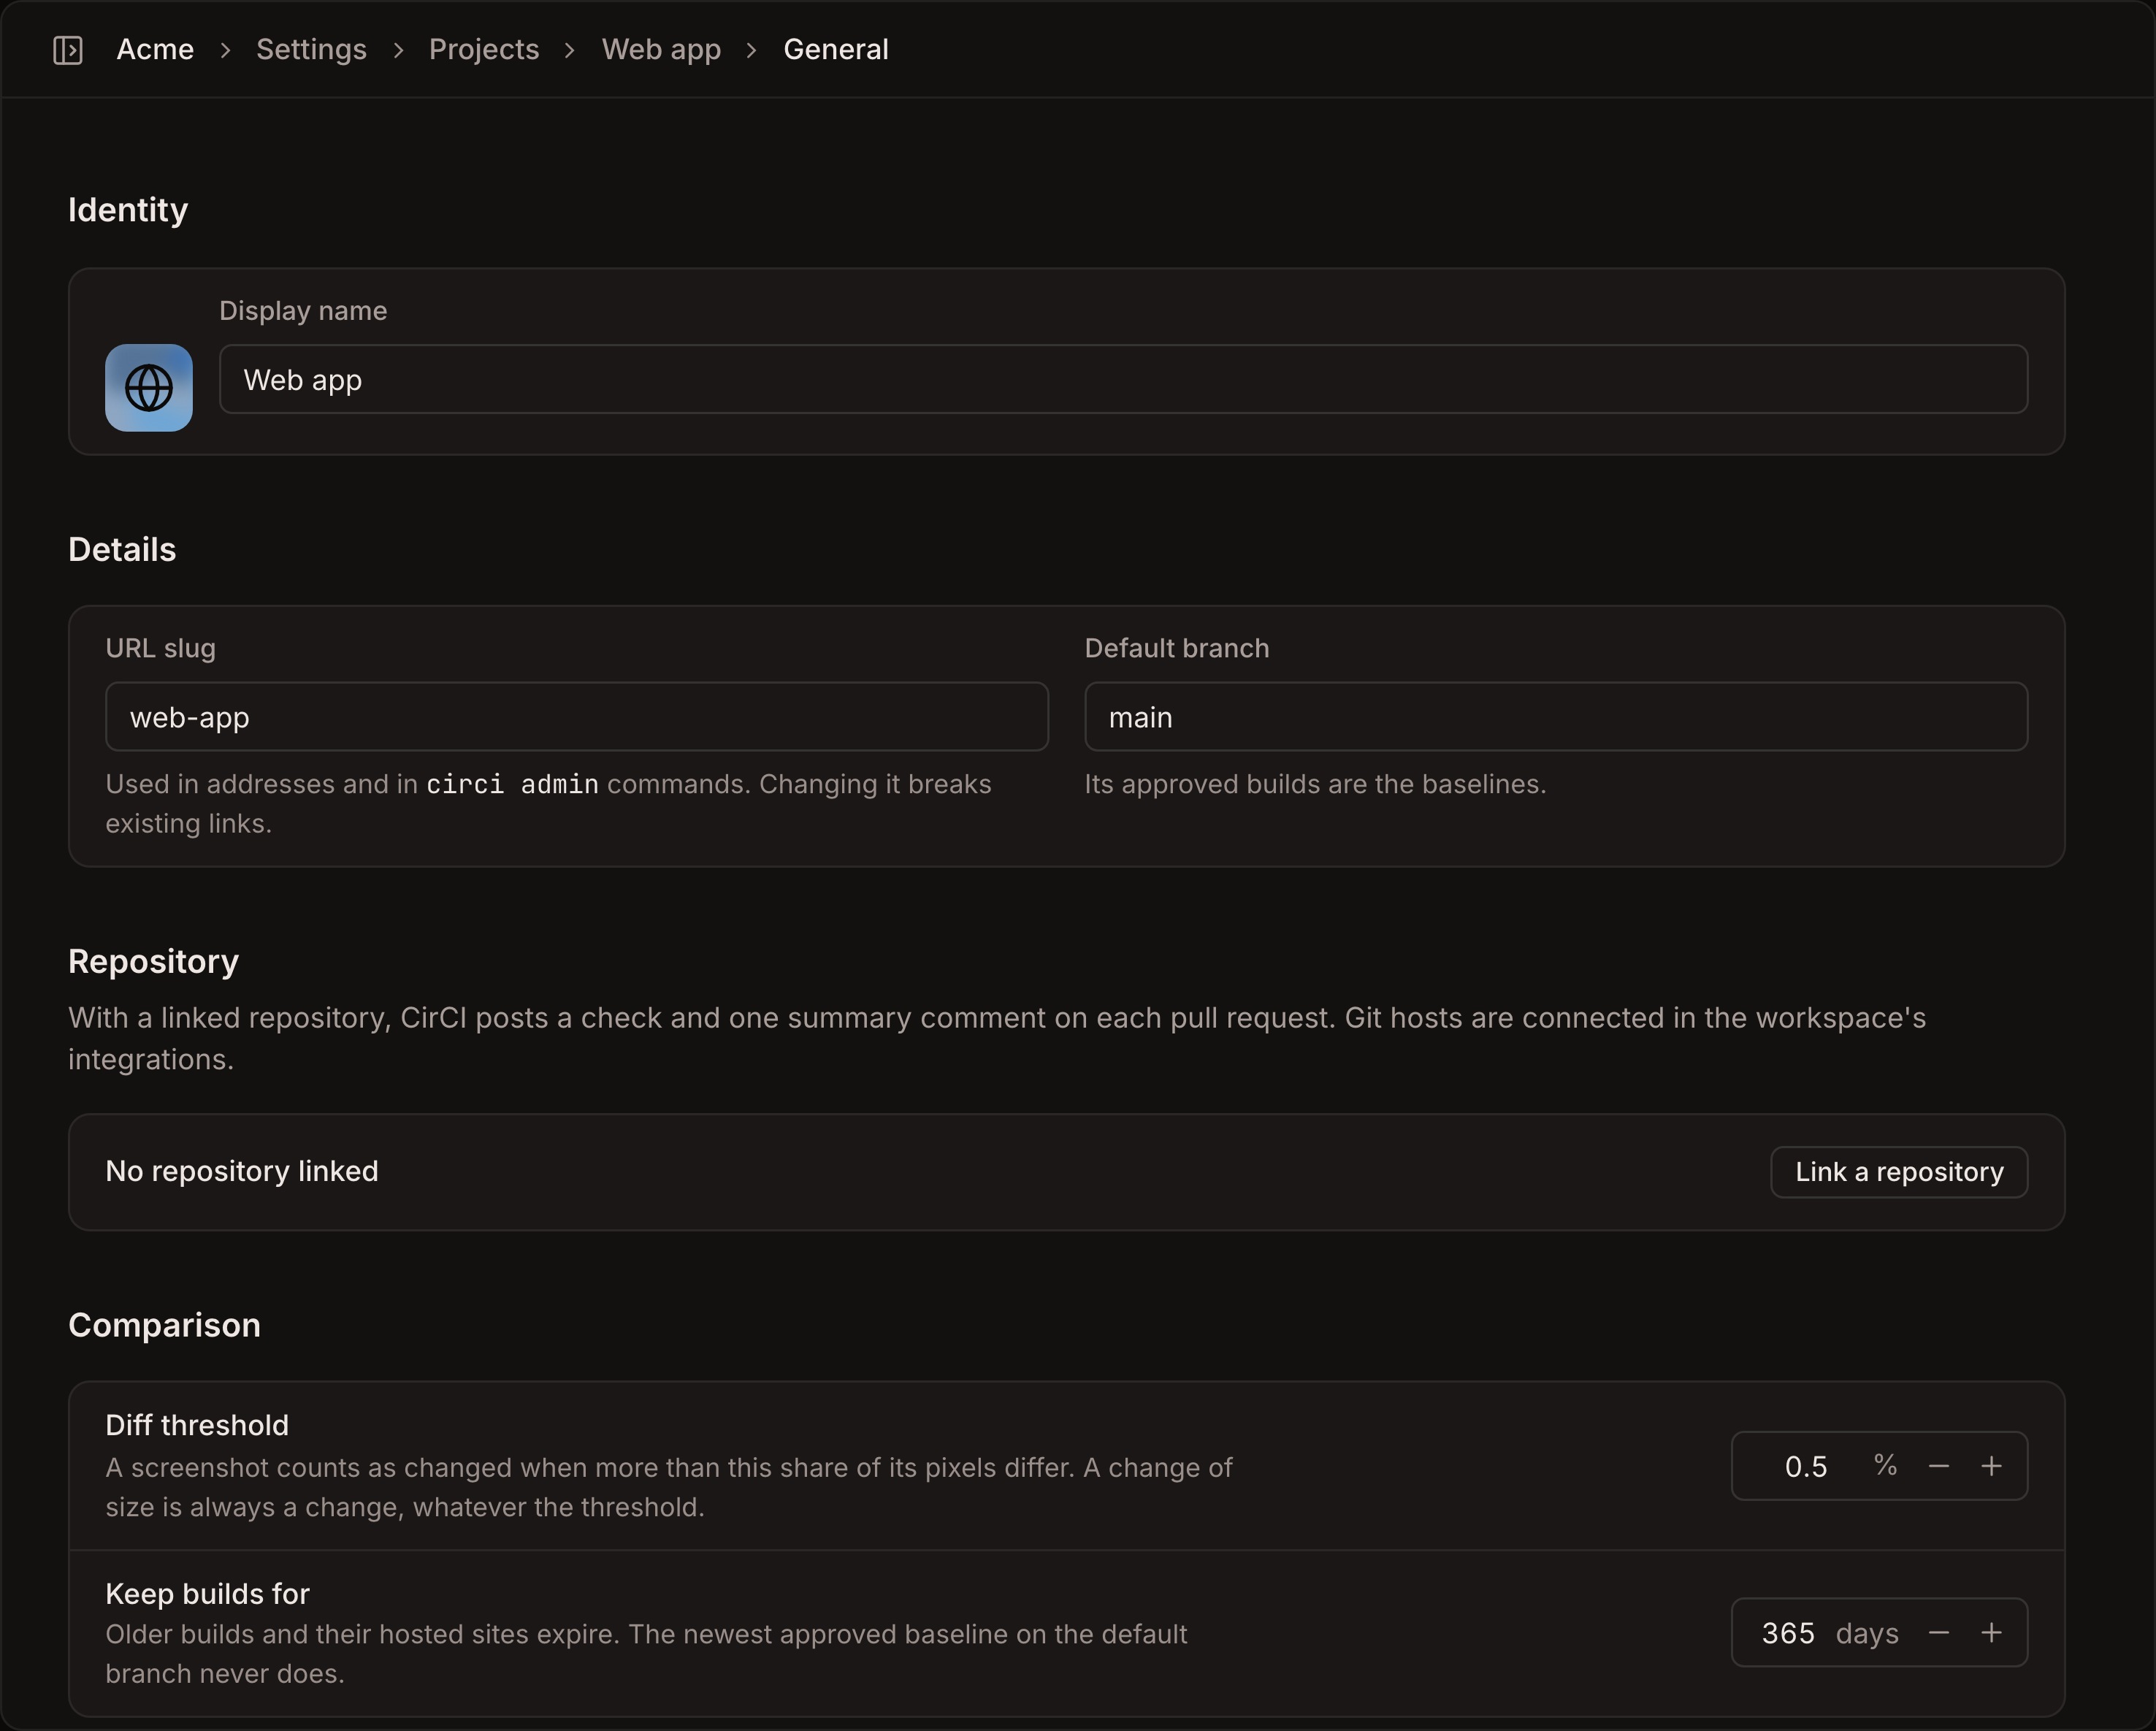 Acme > Settings > Projects > Web app > General
Identity
Display name
Web app
Details
URL slug
Default branch
web-app
main
Used in addresses and in circi admin commands. Changing it breaks
existing links.
Its approved builds are the baselines.
Repository
With a linked repository, CirCI posts a check and one summary comment on each pull request. Git hosts are connected in the workspace's
integrations.
No repository linked
Link a repository
Comparison
Diff threshold
A screenshot counts as changed when more than this share of its pixels differ. A change of
size is always a change, whatever the threshold.
0.5 % − +
Keep builds for
Older builds and their hosted sites expire. The newest approved baseline on the default
branch never does.
365 days − +